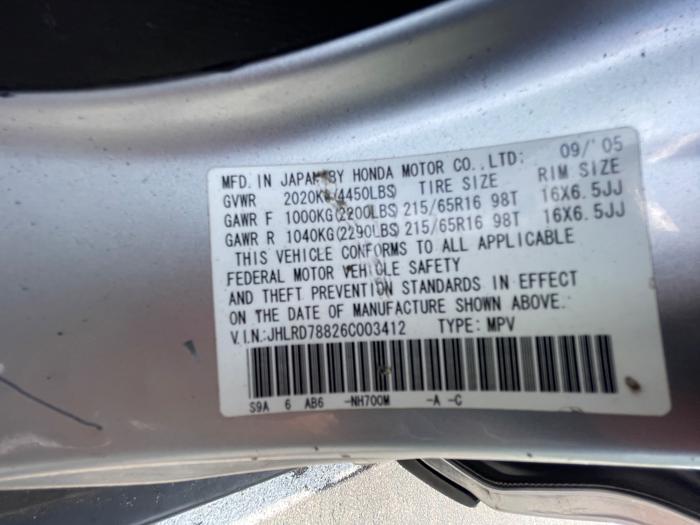 MFD. IN JAPAN BY HONDA MOTOR CO.,LTD: 09/'05
GVWR 2020KG(4450LBS) TIRE SIZE RIM SIZE
GAWR F 1000KG(2200LBS) 215/65R16 98T 16X6.5JJ
GAWR R 1040KG(2290LBS) 215/65R16 98T 16X6.5JJ
THIS VEHICLE CONFORMS TO ALL APPLICABLE
FEDERAL MOTOR VEHICLE SAFETY
AND THEFT PREVENTION STANDARDS IN EFFECT
ON THE DATE OF MANUFACTURE SHOWN ABOVE.
V.I.N.:JHLRD78826C003412 TYPE: MPV
S9A 6 AB6 -NH700M -A -C